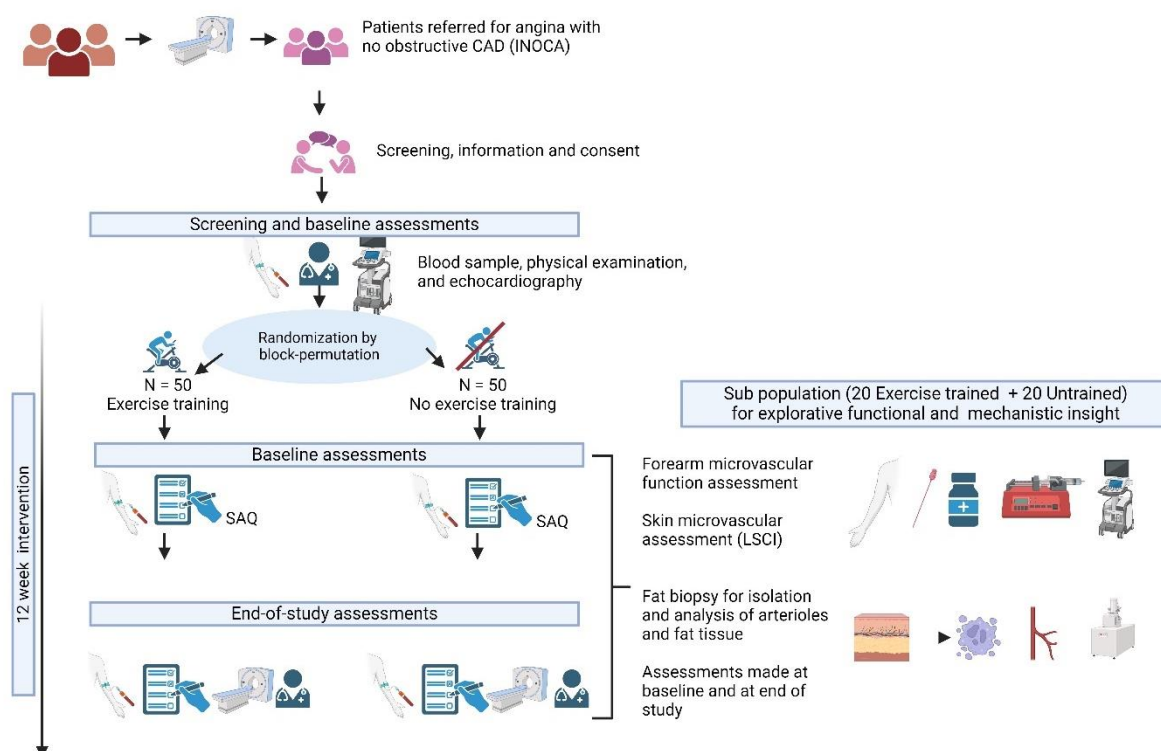 Patients referred for angina with
no obstructive CAD (INOCA)
Screening, information and consent
Screening and baseline assessments
Blood sample, physical examination,
and echocardiography
Randomization by
block-permutation
N = 50
Exercise training
N = 50
No exercise training
Baseline assessments
SAQ
SAQ
12 week intervention
End-of-study assessments
Sub population (20 Exercise trained + 20 Untrained)
for explorative functional and mechanistic insight
Forearm microvascular
function assessment
Skin microvascular
assessment (LSCI)
Fat biopsy for isolation
and analysis of arterioles
and fat tissue
Assessments made at
baseline and at end of
study